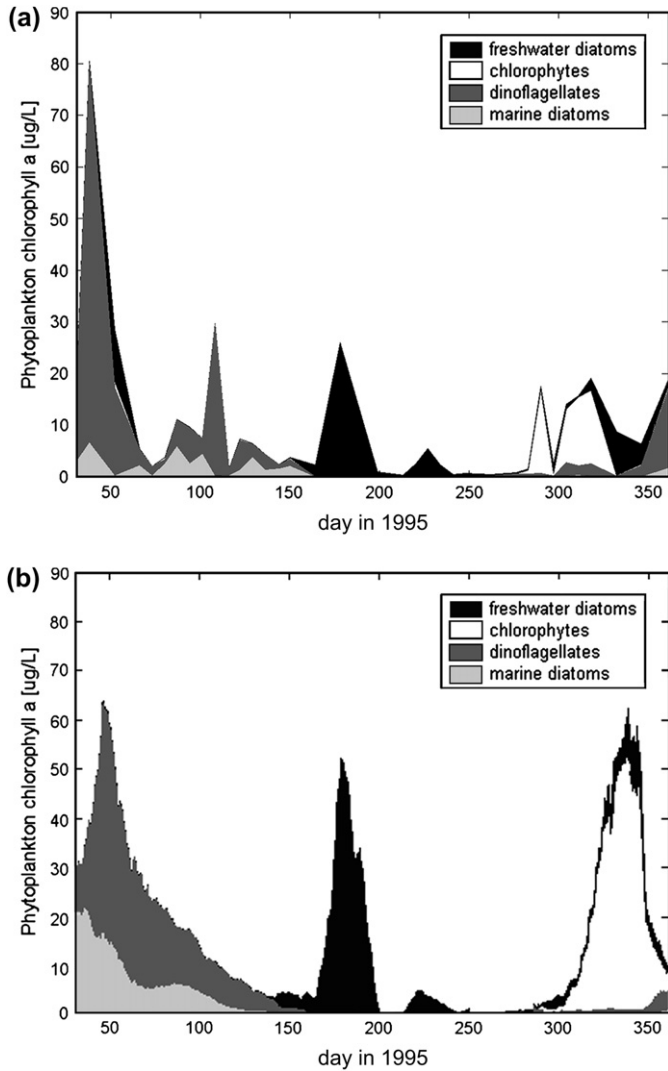 (a)
90
80
70
60
50
40
30
20
10
0
Phytoplankton chlorophyll a [ug/L]
freshwater diatoms
chlorophytes
dinoflagellates
marine diatoms
50 100 150 200 250 300 350
day in 1995
(b)
90
80
70
60
50
40
30
20
10
0
Phytoplankton chlorophyll a [ug/L]
freshwater diatoms
chlorophytes
dinoflagellates
marine diatoms
50 100 150 200 250 300 350
day in 1995